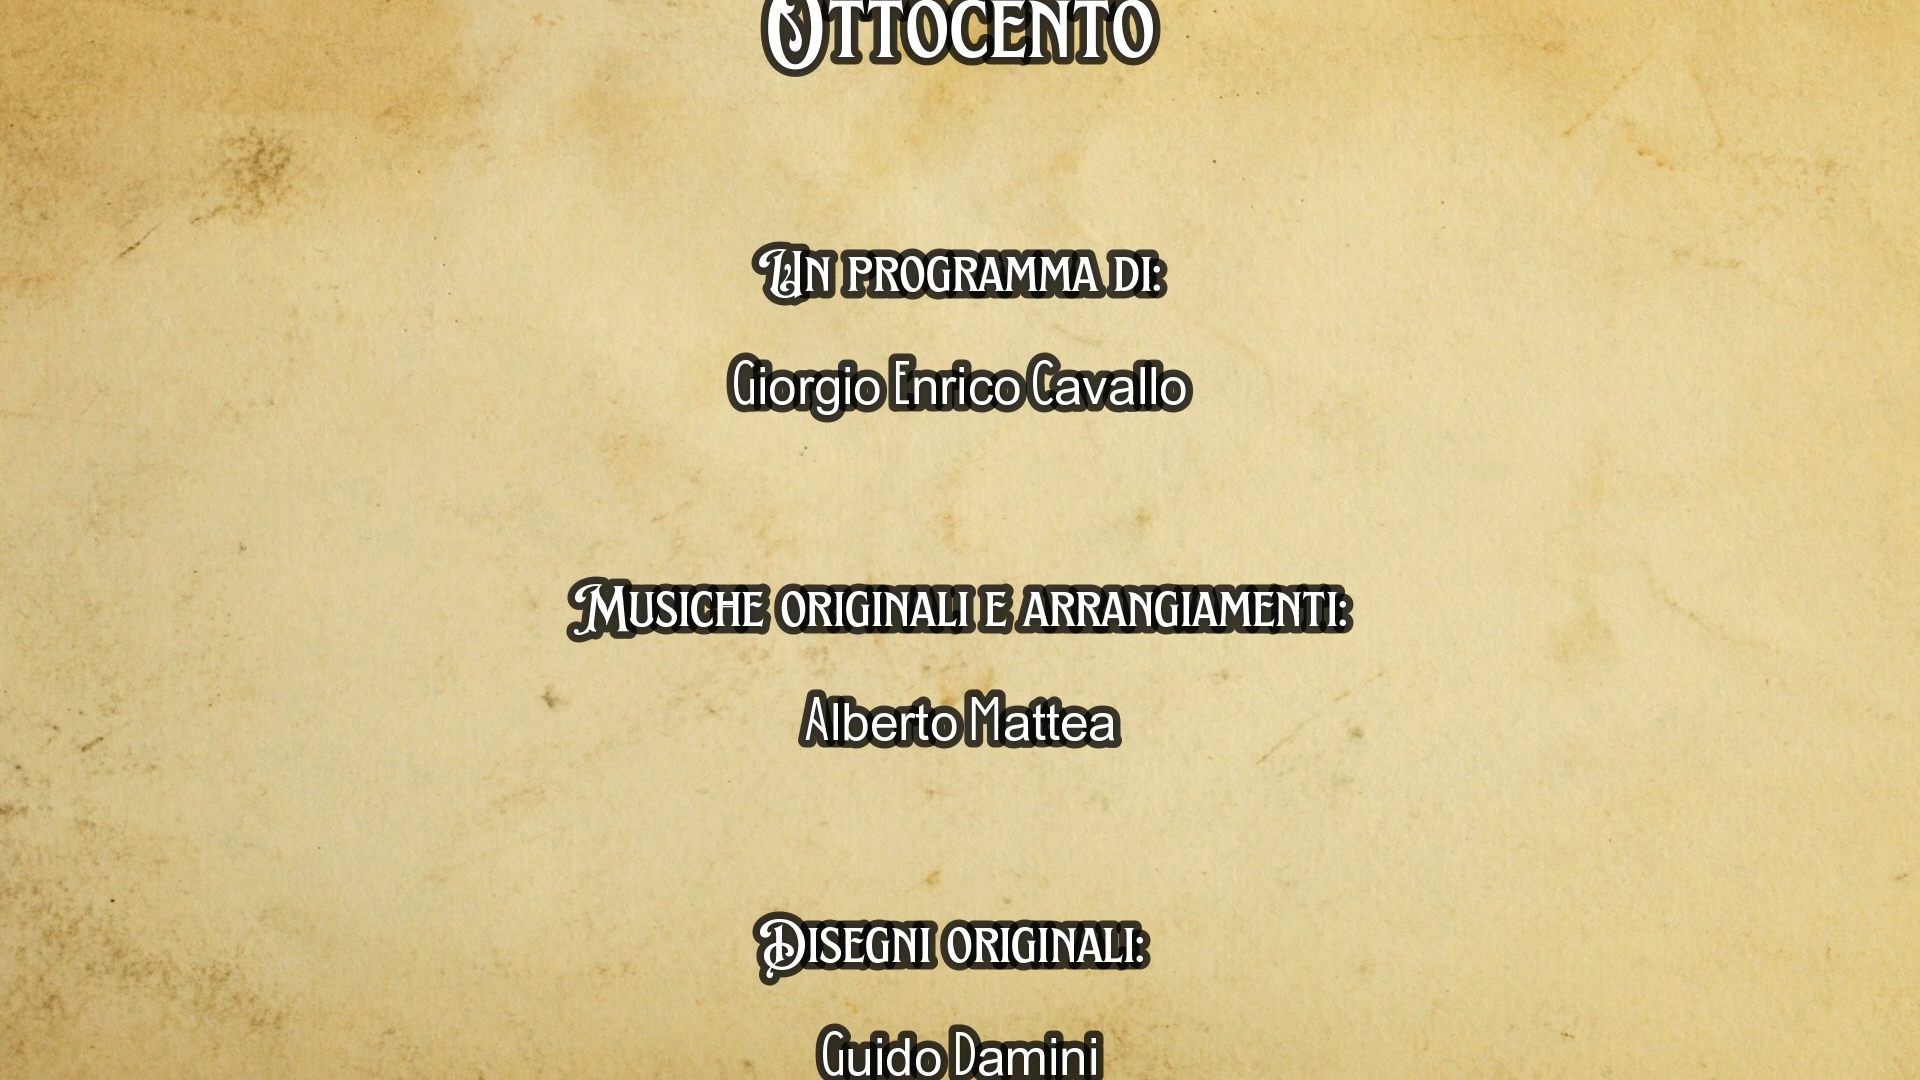 Ottocento
Un programma di:
Giorgio Enrico Cavallo
Musiche originali e arrangiamenti:
Alberto Mattea
Disegni originali:
Guido Damini